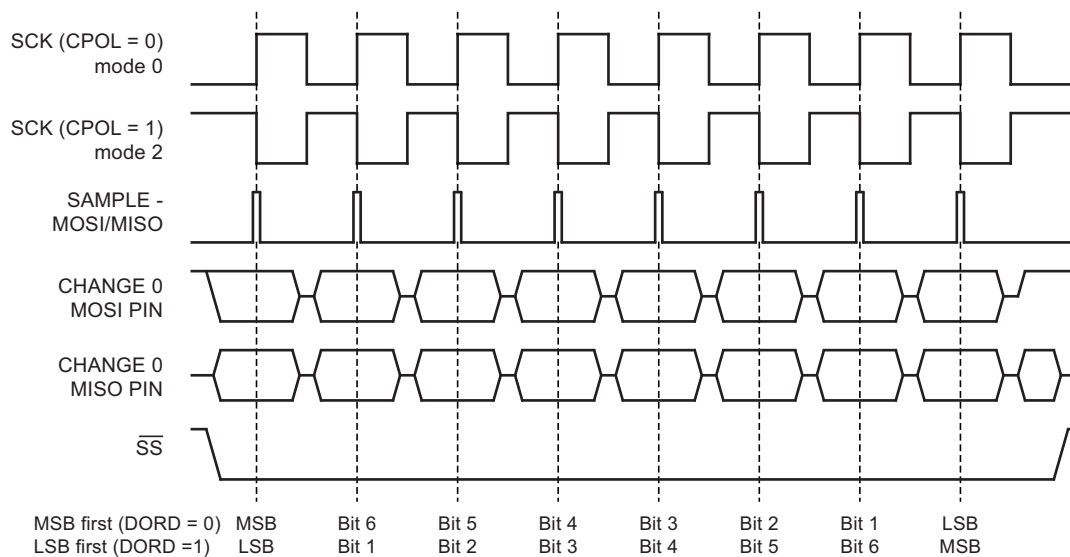 SCK (CPOL = 0)
mode 0
SCK (CPOL = 1)
mode 2
SAMPLE -
MOSI/MISO
CHANGE 0
MOSI PIN
CHANGE 0
MISO PIN
SS
MSB first (DORD = 0) MSB Bit 6 Bit 5 Bit 4 Bit 3 Bit 2 Bit 1 LSB
LSB first (DORD =1) LSB Bit 1 Bit 2 Bit 3 Bit 4 Bit 5 Bit 6 MSB